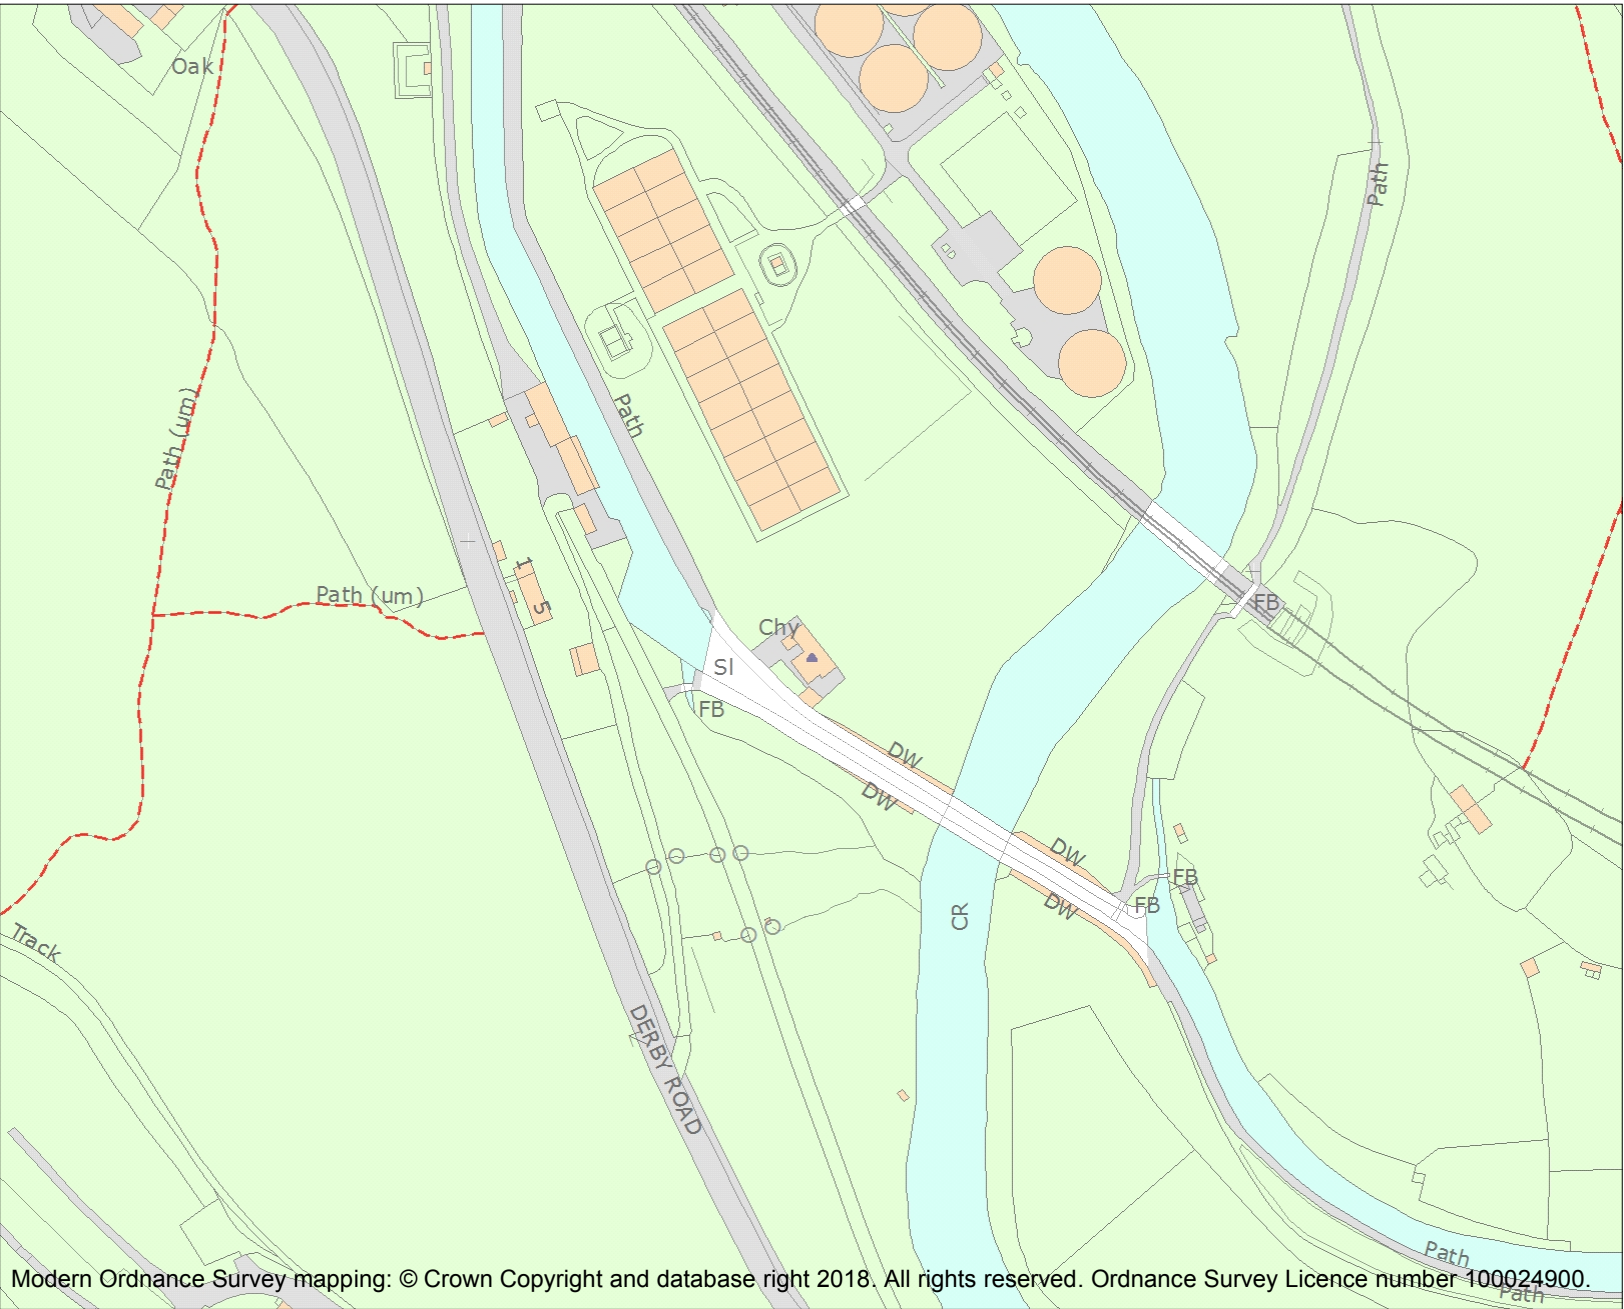 Oak
Path
Path
Path (um)
1
5
Path (um)
FB
Chy
Sl
FB
DW
DW
DW
FB
DW
FB
CR
Track
DERBY ROAD
Path
Path
Modern Ordnance Survey mapping: © Crown Copyright and database right 2018. All rights reserved. Ordnance Survey Licence number 100024900.